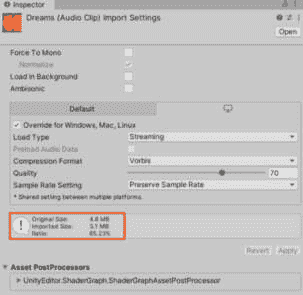 Inspector
Dreams (Audio Clip) Import Settings
Open
Force To Mono
Normalize
Load In Background
Ambisonic
Default
Override for Windows, Mac, Linux
Load Type Streaming
Preload Audio Data
Compression Format Vorbis
Quality 70
Sample Rate Setting Preserve Sample Rate
* Shared setting between multiple platforms.
Original Size: 4.8 MB
Imported Size: 3.1 MB
Ratio: 65.23%
Revert Apply
Asset PostProcessors
UnityEditor.ShaderGraph.ShaderGraphAssetPostProcessor